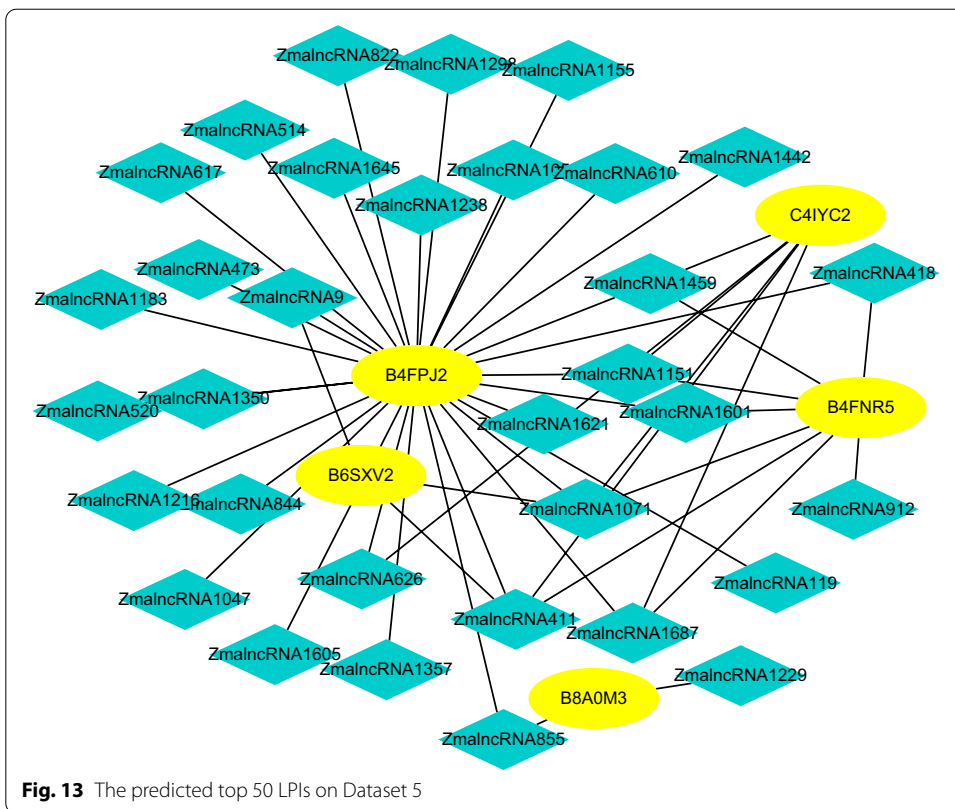 ZmalncRNA822
ZmalncRNA1298
ZmalncRNA1155
ZmalncRNA514
ZmalncRNA617
ZmalncRNA1645
ZmalncRNA610
ZmalncRNA1442
ZmalncRNA1238
C4IYC2
ZmalncRNA473
ZmalncRNA9
ZmalncRNA1183
ZmalncRNA1459
ZmalncRNA418
B4FPJ2
ZmalncRNA1151
ZmalncRNA520
ZmalncRNA1350
ZmalncRNA1621
ZmalncRNA1601
B4FNR5
B6SXV2
ZmalncRNA1216
ZmalncRNA844
ZmalncRNA1071
ZmalncRNA912
ZmalncRNA626
ZmalncRNA119
ZmalncRNA1047
ZmalncRNA411
ZmalncRNA1687
ZmalncRNA1605
ZmalncRNA1357
B8A0M3
ZmalncRNA1229
ZmalncRNA855
Fig. 13 The predicted top 50 LPIs on Dataset 5